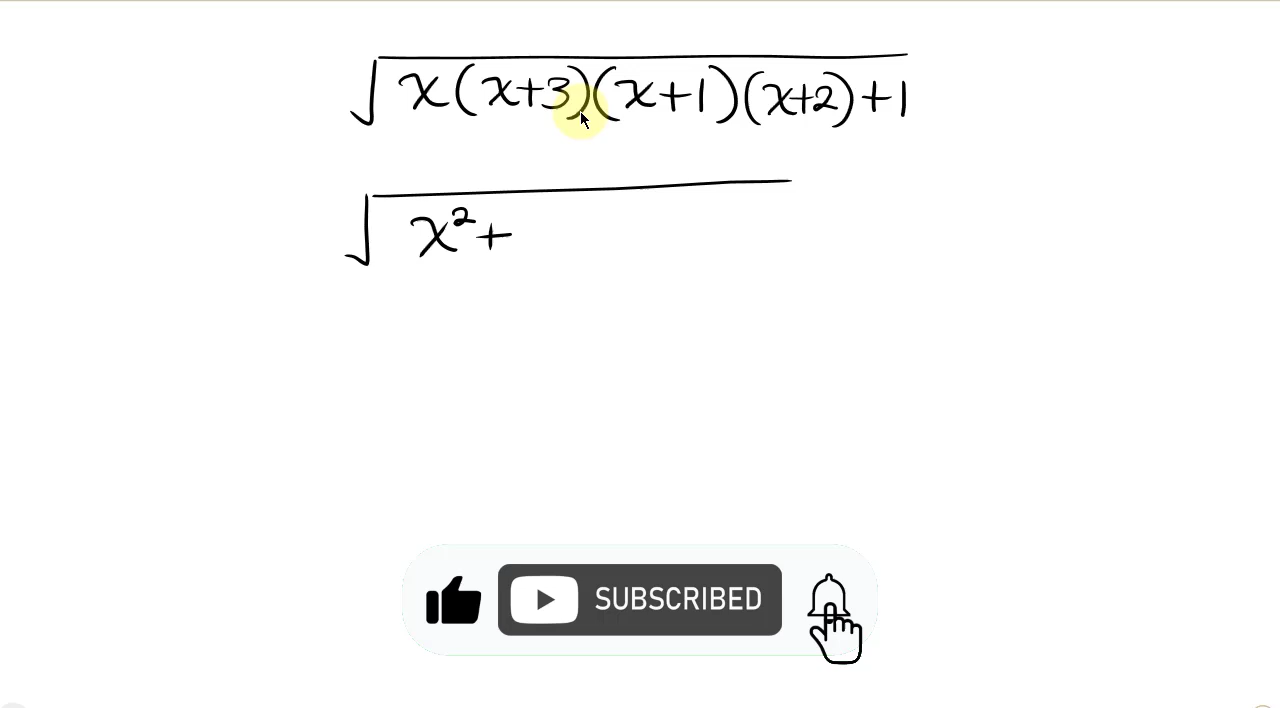 √x(x+3)(x+1)(x+2)+1
√x²+
SUBSCRIBED